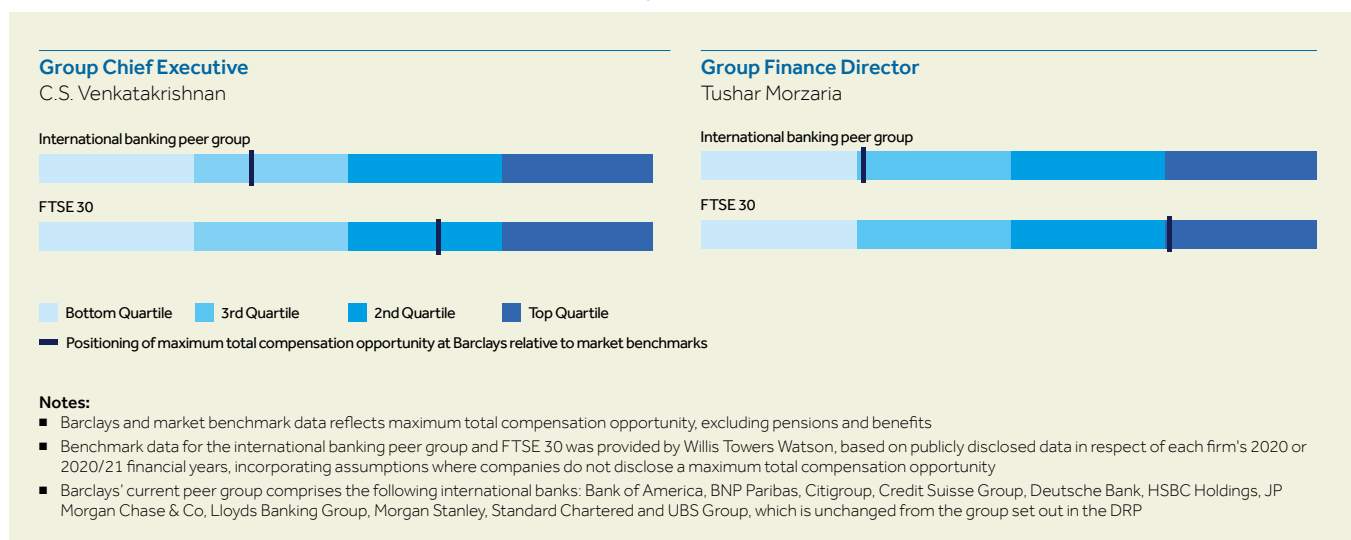 Group Chief Executive
C.S. Venkatakrishnan
International banking peer group
FTSE 30
Group Finance Director
Tushar Morzaria
International banking peer group
FTSE 30
Bottom Quartile
3rd Quartile
2nd Quartile
Top Quartile
Positioning of maximum total compensation opportunity at Barclays relative to market benchmarks
Notes:
■ Barclays and market benchmark data reflects maximum total compensation opportunity, excluding pensions and benefits
■ Benchmark data for the international banking peer group and FTSE 30 was provided by Willis Towers Watson, based on publicly disclosed data in respect of each firm's 2020 or
2020/21 financial years, incorporating assumptions where companies do not disclose a maximum total compensation opportunity
■ Barclays' current peer group comprises the following international banks: Bank of America, BNP Paribas, Citigroup, Credit Suisse Group, Deutsche Bank, HSBC Holdings, JP
Morgan Chase & Co, Lloyds Banking Group, Morgan Stanley, Standard Chartered and UBS Group, which is unchanged from the group set out in the DRP